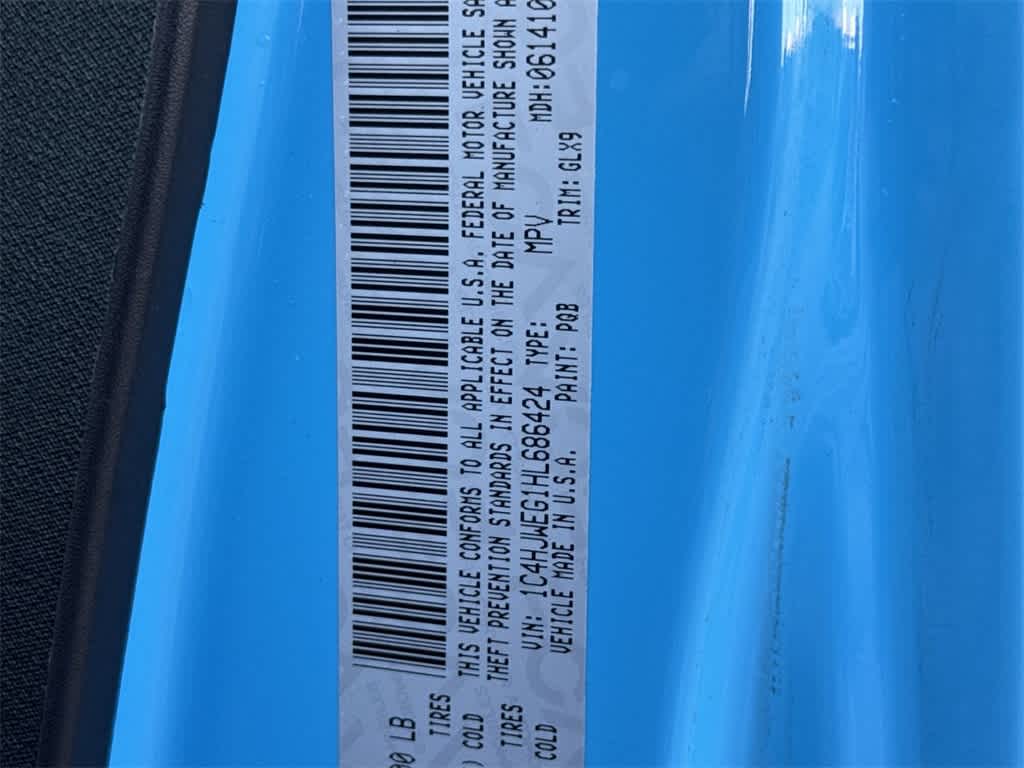 00 LB
TIRES
) COLD
TIRES
COLD
THIS VEHICLE CONFORMS TO ALL APPLICABLE U.S.A. FEDERAL MOTOR VEHICLE SA
THEFT PREVENTION STANDARDS IN EFFECT ON THE DATE OF MANUFACTURE SHOWN A
VIN: 1C4HJWEG1HL686424 TYPE: MPV MDH:061410
VEHICLE MADE IN U.S.A. PAINT: PQB TRIM: GLX9